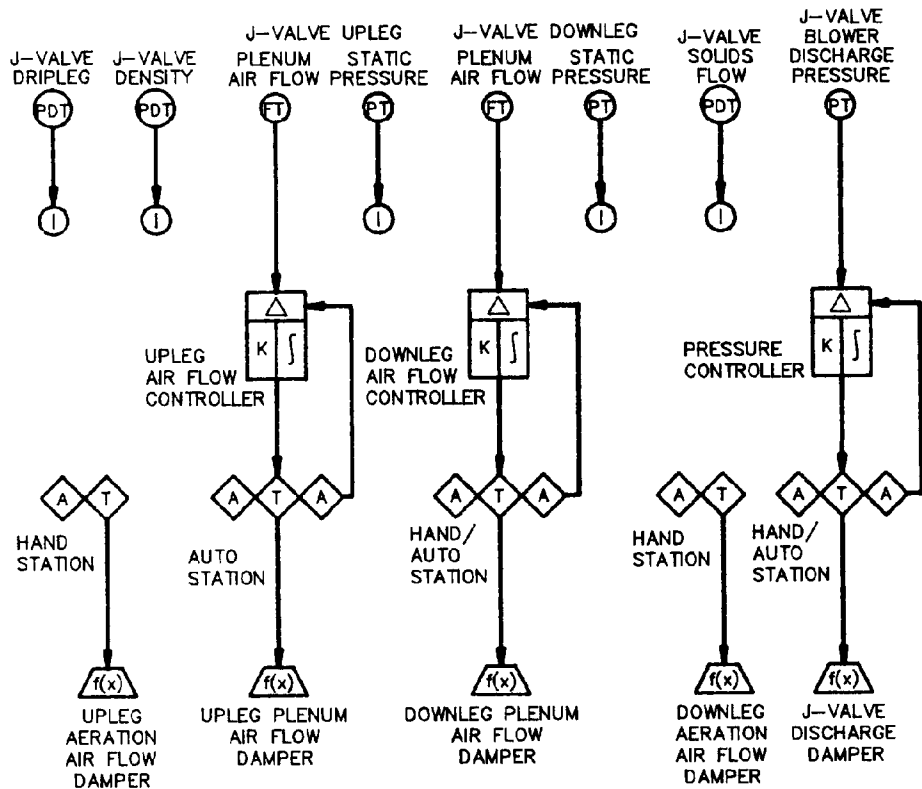 J-VALVE
DRIPLEG
J-VALVE
DENSITY
J-VALVE UPLEG
PLENUM
AIR FLOW
STATIC
PRESSURE
J-VALVE DOWNLEG
PLENUM
AIR FLOW
STATIC
PRESSURE
J-VALVE
SOLIDS
FLOW
J-VALVE
BLOWER
DISCHARGE
PRESSURE
PDT
PDT
FT
PT
FT
PT
PDT
PT
I
I
I
I
I
△
K ∫
△
K ∫
△
K ∫
UPLEG
AIR FLOW
CONTROLLER
DOWNLEG
AIR FLOW
CONTROLLER
PRESSURE
CONTROLLER
A T
A T A
A T A
A T
A T A
HAND
STATION
AUTO
STATION
HAND/
AUTO
STATION
HAND
STATION
HAND/
AUTO
STATION
f(x)
f(x)
f(x)
f(x)
f(x)
UPLEG
AERATION
AIR FLOW
DAMPER
UPLEG PLENUM
AIR FLOW
DAMPER
DOWNLEG PLENUM
AIR FLOW
DAMPER
DOWNLEG
AERATION
AIR FLOW
DAMPER
J-VALVE
DISCHARGE
DAMPER